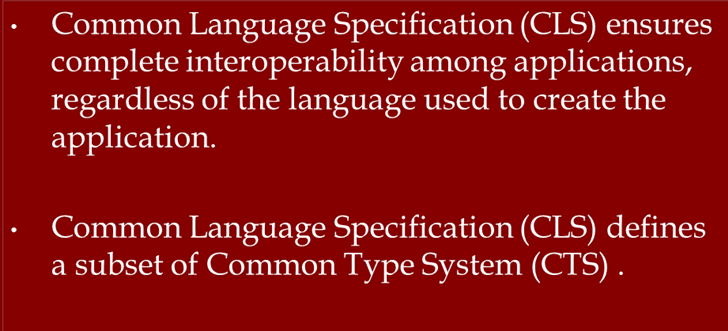 • Common Language Specification (CLS) ensures
complete interoperability among applications,
regardless of the language used to create the
application.
• Common Language Specification (CLS) defines
a subset of Common Type System (CTS) .